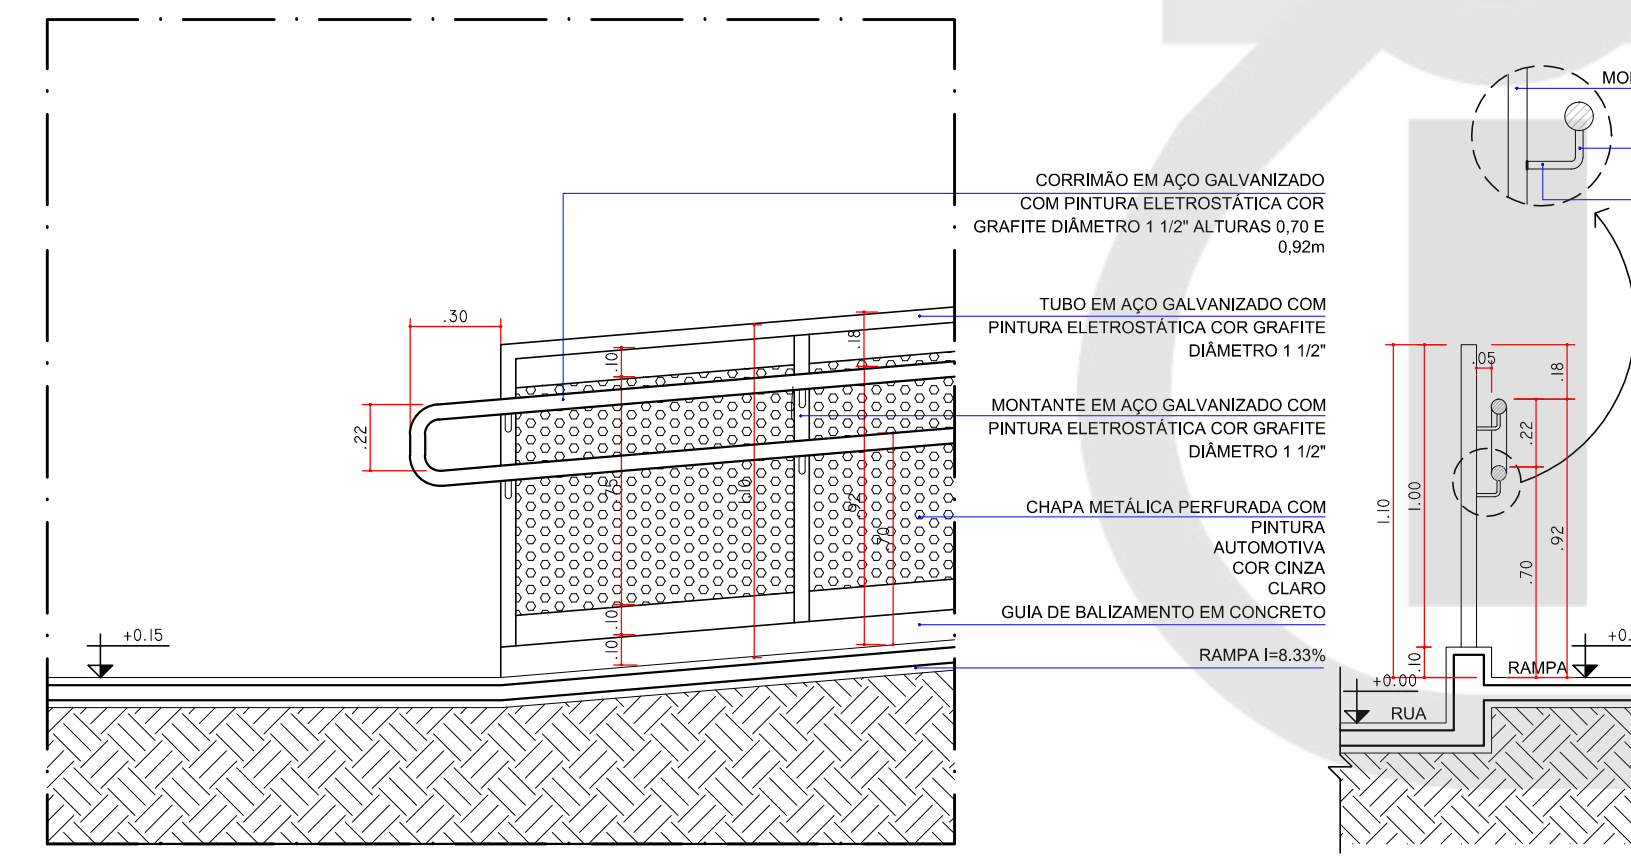 CORRIMÃO EM AÇO GALVANIZADO
COM PINTURA ELETROSTÁTICA COR
GRAFITE DIÂMETRO 1 1/2" ALTURAS 0,70 E
0,92m
TUBO EM AÇO GALVANIZADO COM
PINTURA ELETROSTÁTICA COR GRAFITE
DIÂMETRO 1 1/2"
MONTANTE EM AÇO GALVANIZADO COM
PINTURA ELETROSTÁTICA COR GRAFITE
DIÂMETRO 1 1/2"
CHAPA METÁLICA PERFURADA COM
PINTURA
AUTOMOTIVA
COR CINZA
CLARO
GUIA DE BALIZAMENTO EM CONCRETO
RAMPA I=8.33%
.30
.22
.10
.75
.10
.10
1.10
.18
.92
.70
+0.15
MO
.05
.18
.22
1.10
1.00
.92
.70
.10
+0.00
RUA
RAMPA
+0.